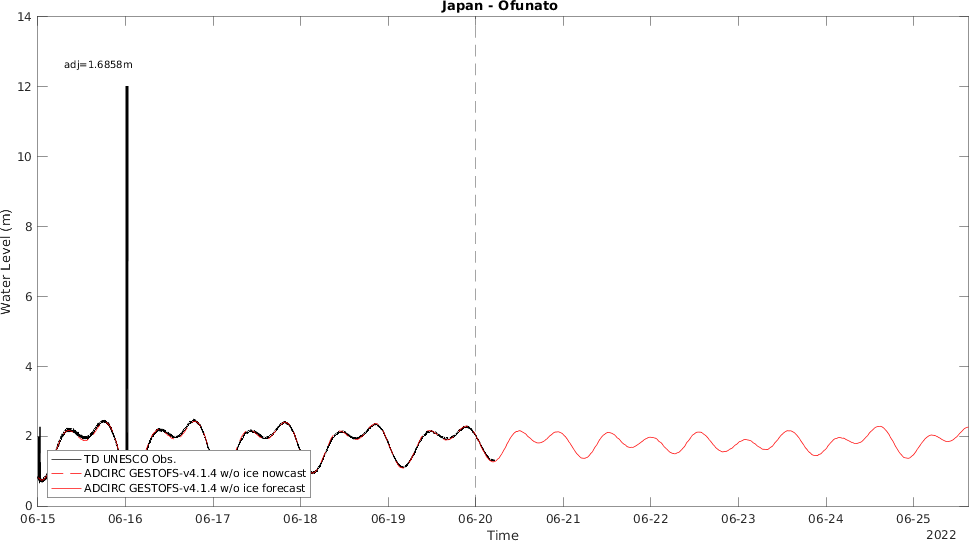 Japan - Ofunato
14
adj=1.6858m
12
10
8
6
4
2
0
Water Level (m)
TD UNESCO Obs.
ADCIRC GESTOFS-v4.1.4 w/o ice nowcast
ADCIRC GESTOFS-v4.1.4 w/o ice forecast
06-15 06-16 06-17 06-18 06-19 06-20 06-21 06-22 06-23 06-24 06-25
Time
2022